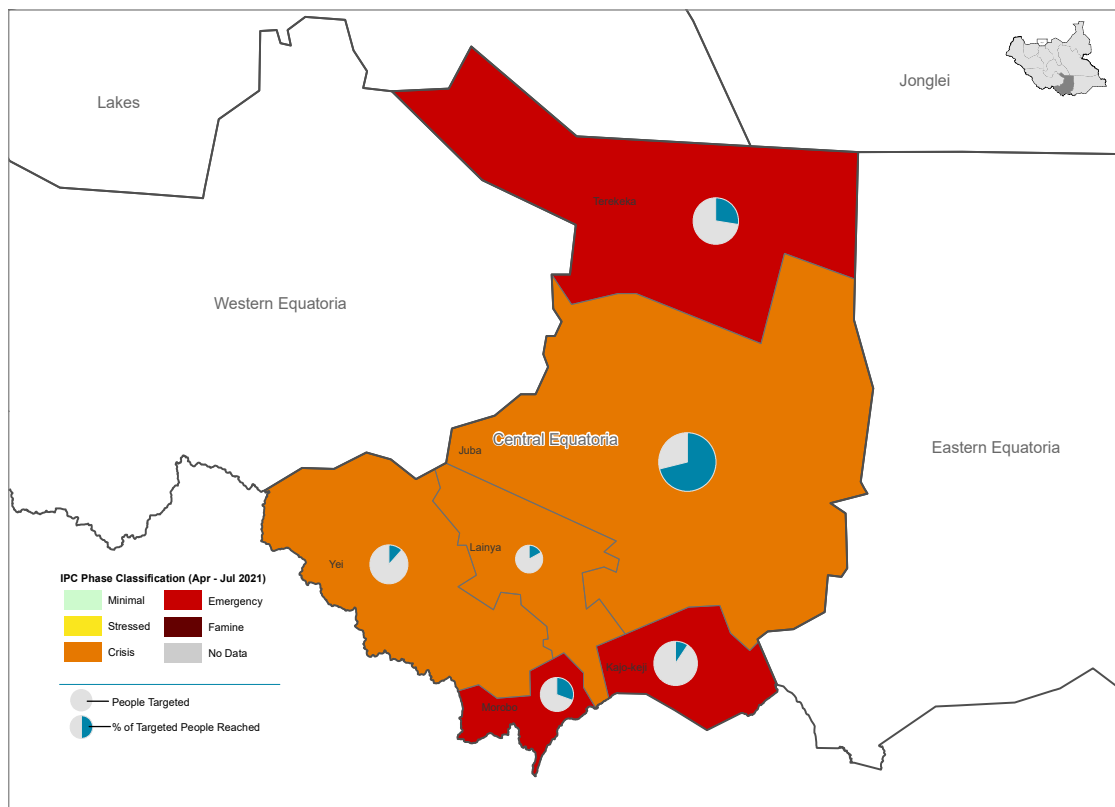 Lakes
Jonglei
Terekeka
Western Equatoria
Central Equatoria
Juba
Eastern Equatoria
Lainya
Yei
IPC Phase Classification (Apr - Jul 2021)
Minimal
Emergency
Stressed
Famine
Crisis
No Data
Kajo-keji
Morobo
People Targeted
% of Targeted People Reached